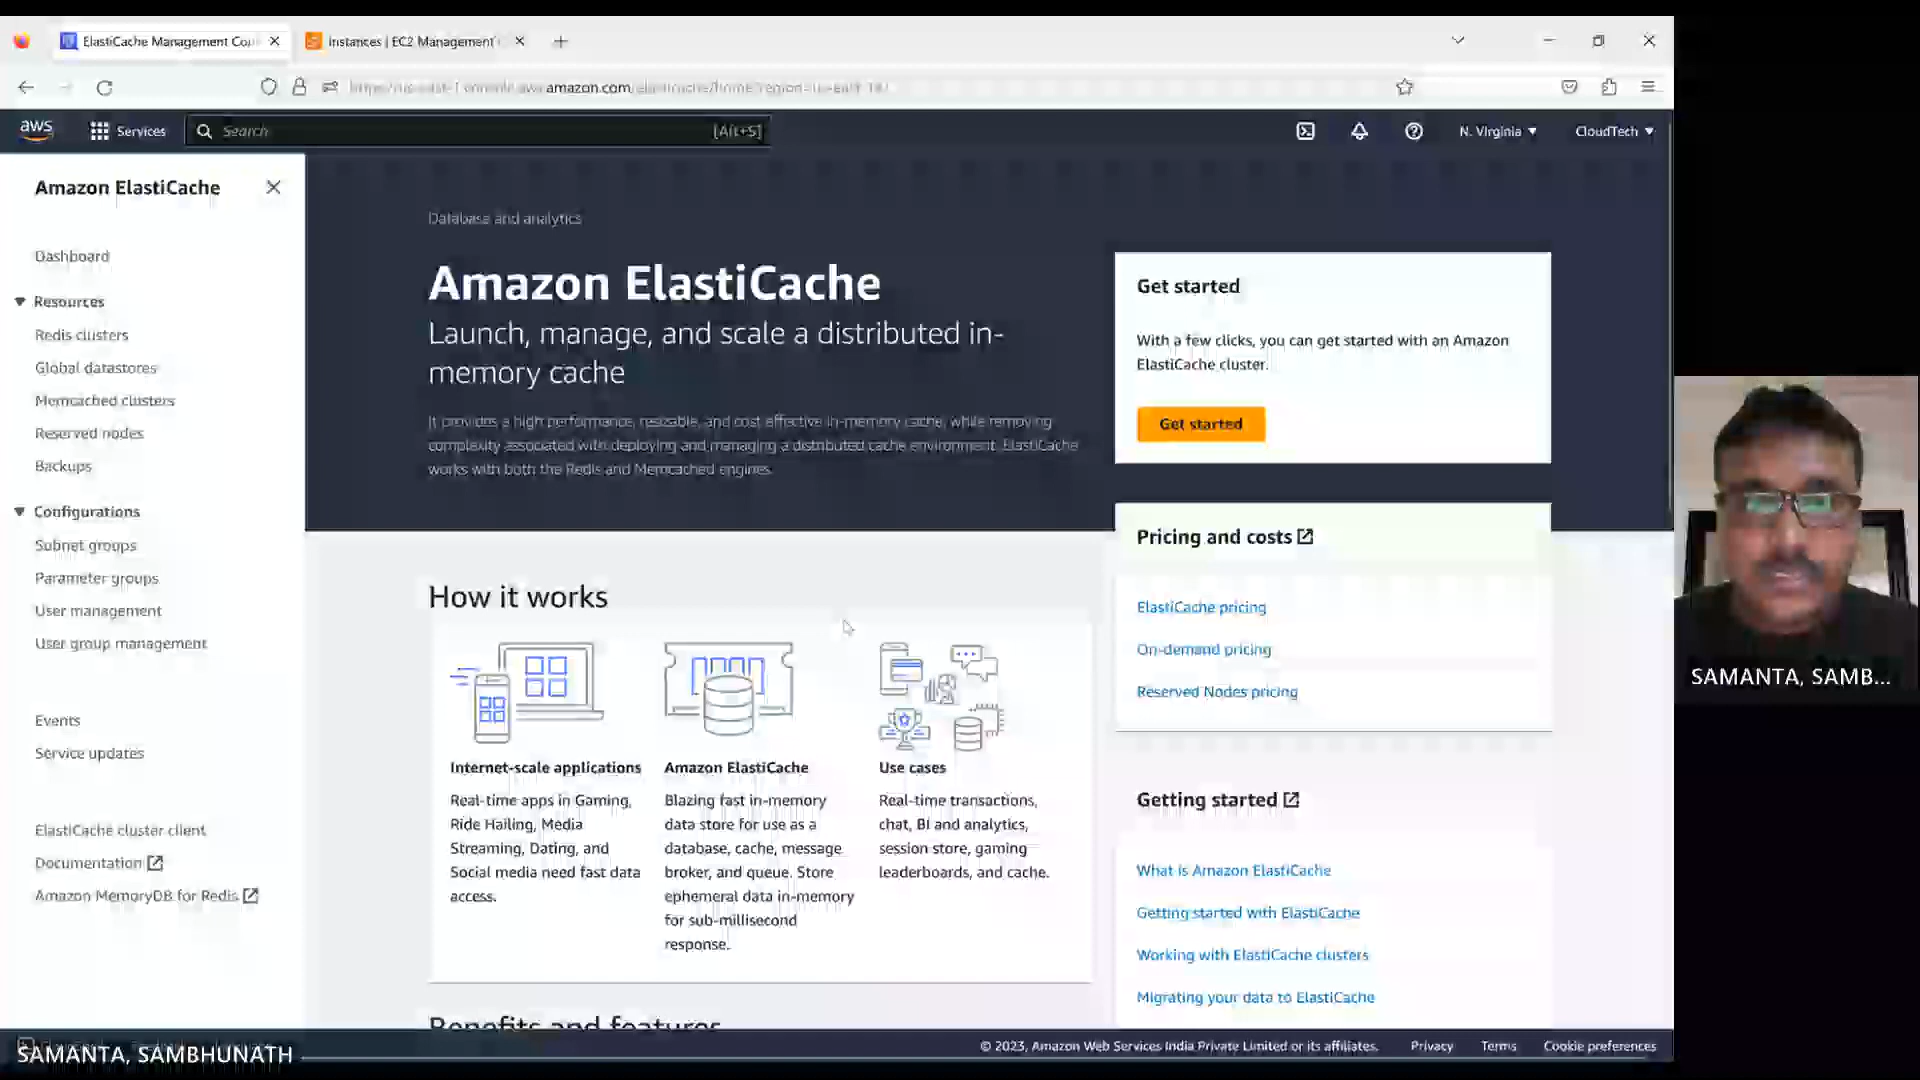 ElastiCache Management Con
Instances | EC2 Management
amazon.com
aws
Services
Search
[Alt+S]
N. Virginia
CloudTech
Amazon ElastiCache
Dashboard
Resources
Redis clusters
Global datastores
Memcached clusters
Reserved nodes
Backups
Configurations
Subnet groups
Parameter groups
User management
User group management
Events
Service updates
ElastiCache cluster client
Documentation
Amazon MemoryDB for Redis
Database and analytics
Amazon ElastiCache
Launch, manage, and scale a distributed in-
memory cache
It provides a high performance, resizable, and cost effective in-memory cache, while removing
complexity associated with deploying and managing a distributed cache environment. ElastiCache
works with both the Redis and Memcached engines.
Get started
With a few clicks, you can get started with an Amazon
ElastiCache cluster.
Get started
Pricing and costs
ElastiCache pricing
On-demand pricing
Reserved Nodes pricing
How it works
Internet-scale applications
Real-time apps in Gaming,
Ride Hailing, Media
Streaming, Dating, and
Social media need fast data
access.
Amazon ElastiCache
Blazing fast in-memory
data store for use as a
database, cache, message
broker, and queue. Store
ephemeral data in-memory
for sub-millisecond
response.
Use cases
Real-time transactions,
chat, BI and analytics,
session store, gaming
leaderboards, and cache.
Getting started
What is Amazon ElastiCache
Getting started with ElastiCache
Working with ElastiCache clusters
Migrating your data to ElastiCache
Benefits and features
© 2023, Amazon Web Services India Private Limited or its affiliates.
Privacy
Terms
Cookie preferences
SAMANTA, SAMBHUNATH
SAMANTA, SAMB...